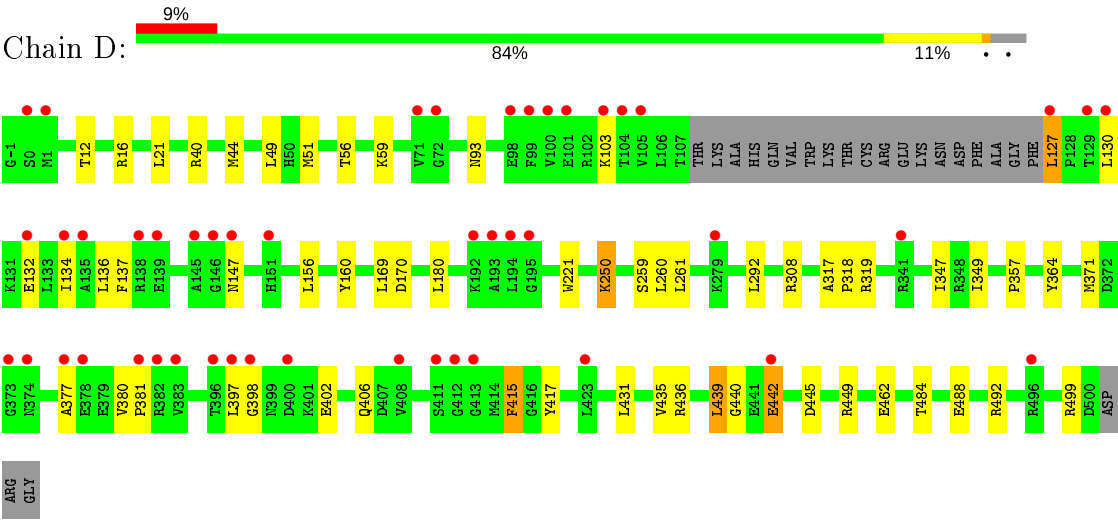 9%
Chain D:
84% 11% • •
G-1 S0 M1 T12 R16 L21 R40 M44 L49 H50 M51 T56 K59 V71 G72 N93 E98 F99 V100 E101 R102 K103 T104 V105 L106 T107 THR LYS ALA HIS GLN VAL TRP LYS THR THR CYS ARG GLU LYS ASN ASP PHE ALA GLY PHE L127 P128 T129 L130
K131 E132 L133 I134 A135 L136 F137 R138 E139 A145 G146 N147 H151 L156 Y160 L169 D170 L180 K192 A193 L194 G195 W221 K250 S259 L260 L261 K279 L292 R308 A317 P318 R319 R341 I347 R348 I349 P357 Y364 M371 D372
G373 N374 A377 E378 E379 V380 P381 R382 V383 T396 L397 G398 N399 D400 K401 E402 Q406 D407 V408 S411 G412 G413 M414 F415 G416 Y417 L423 L431 V435 R436 L439 G440 E441 E442 D445 R449 E462 T484 E488 R492 R496 R499 D500 ASP
ARG GLY